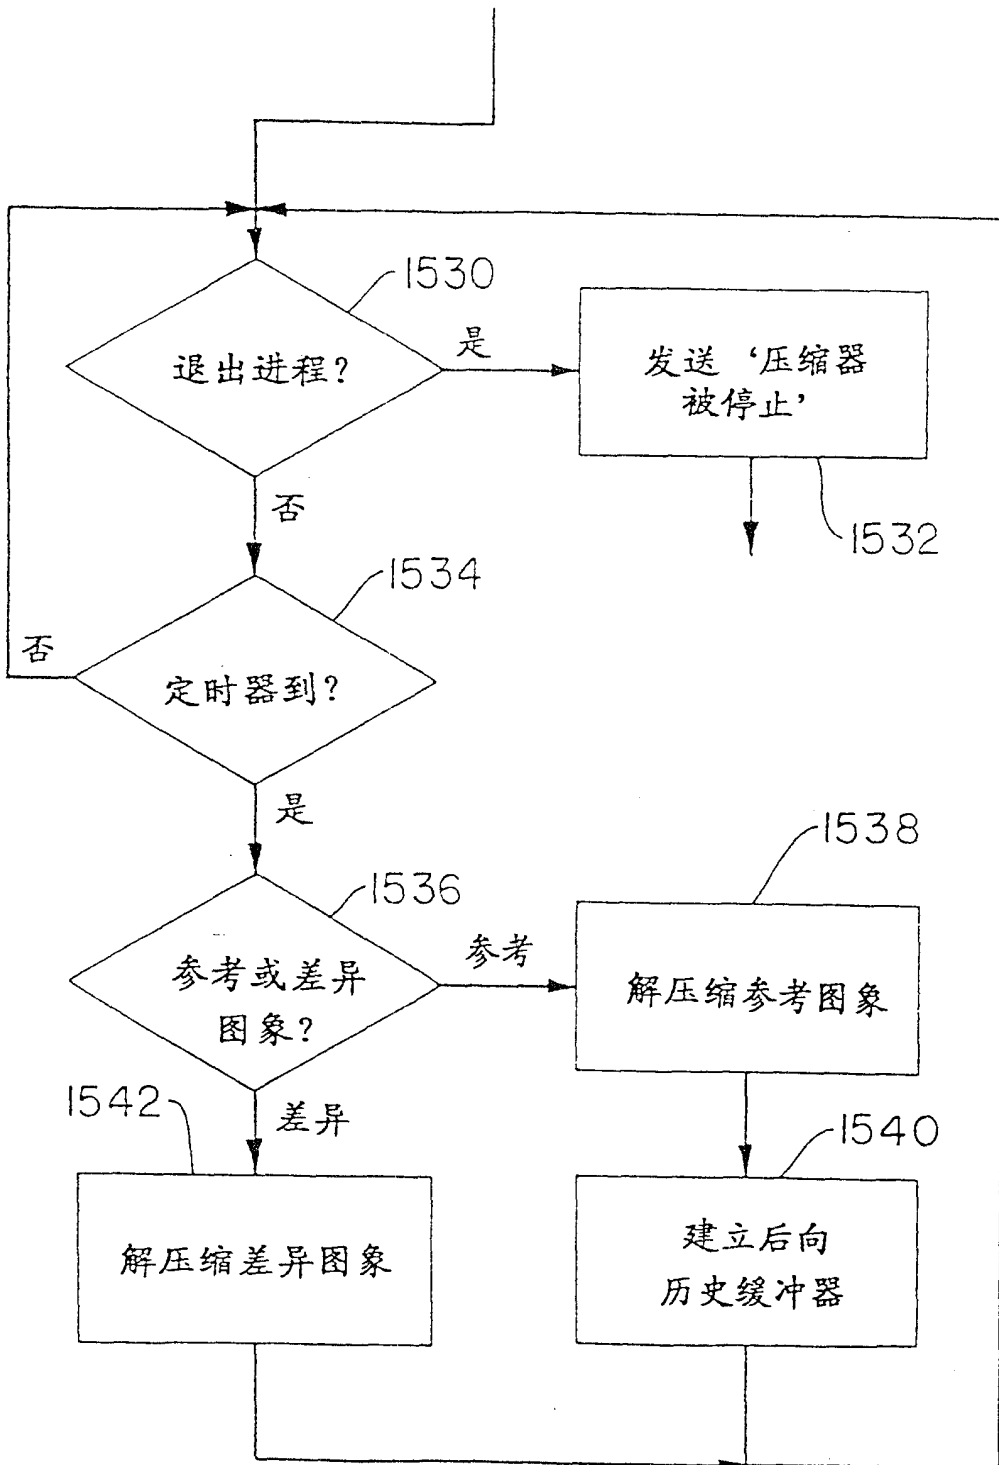 1530
退出进程?
是
发送‘压缩器
被停止’
1532
否
1534
否
定时器到?
是
1536
参考或差异
图象?
参考
1538
解压缩参考图象
1542
差异
1540
解压缩差异图象
建立后向
历史缓冲器